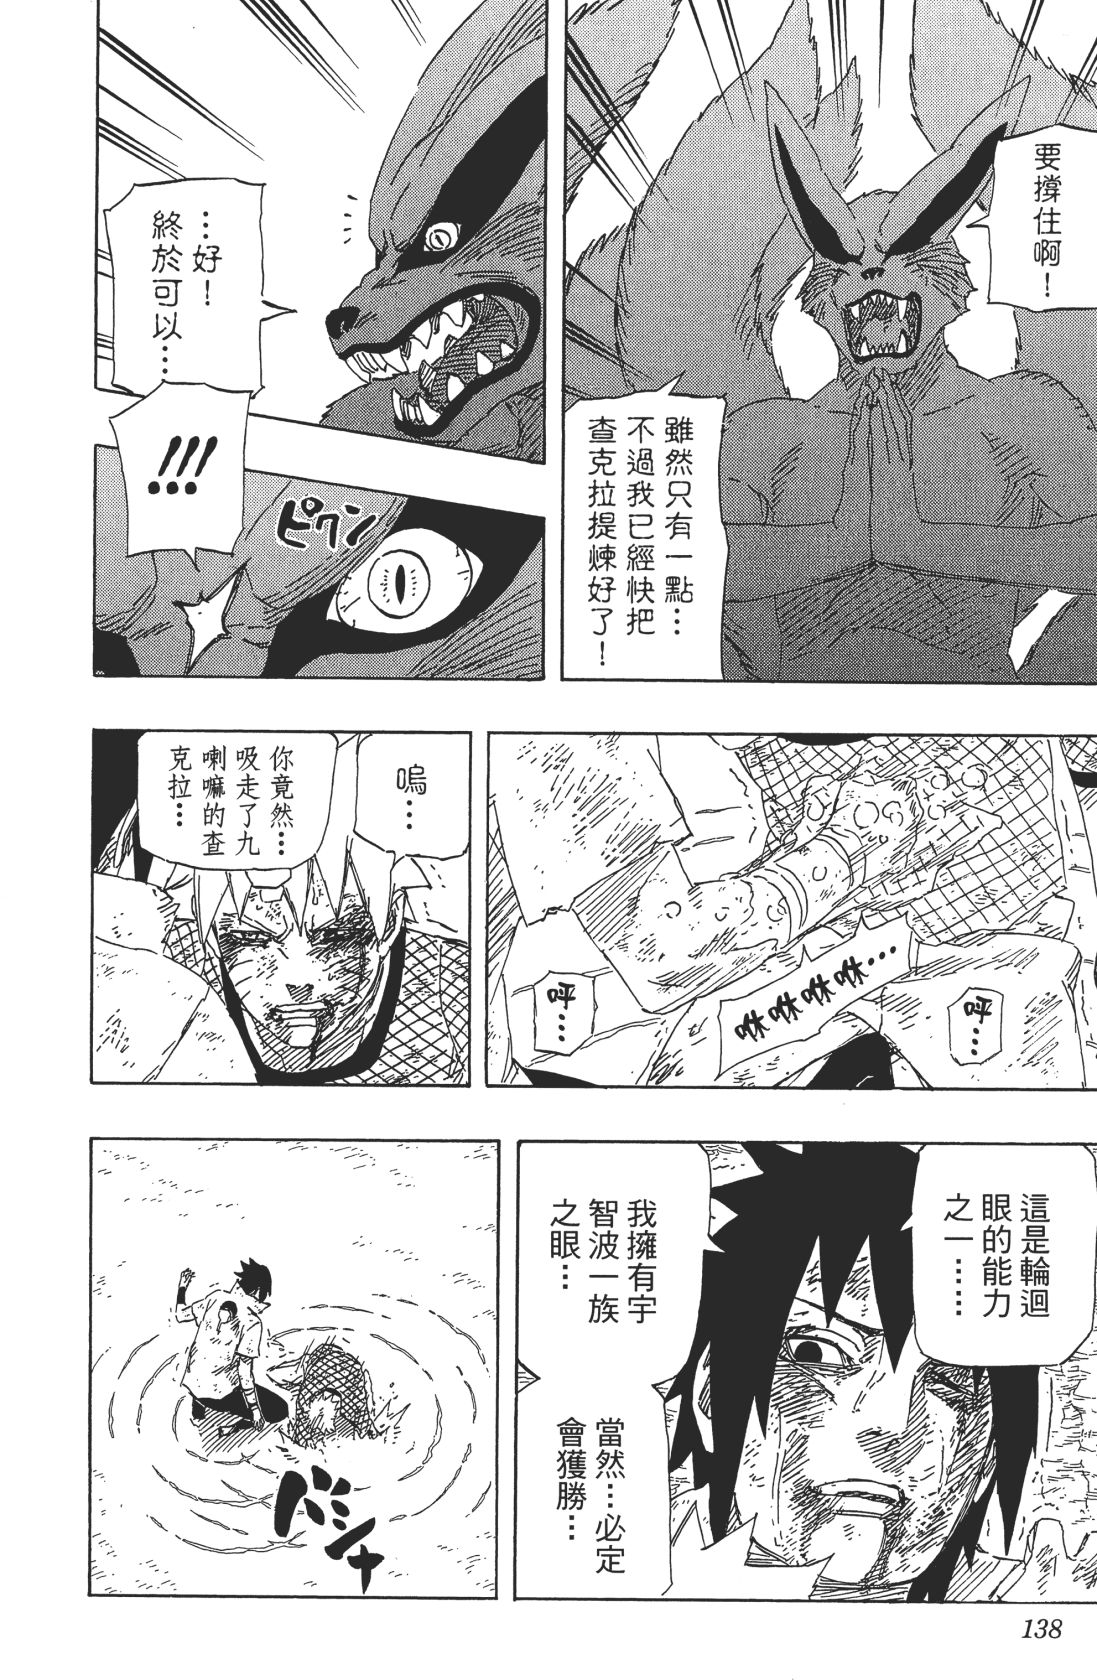 要撐住啊！
雖然只有一點…
不過我已經快把
查克拉提煉好了！
…好！
終於可以…
!!!
ピクン
咻咻咻咻…
呼…
呼…
嗚…
你竟然…
吸走了九
喇嘛的查
克拉…
這是輪迴
眼的能力
之一……
我擁有宇
智波一族
之眼…
當然…必定
會獲勝…
バシャ
138